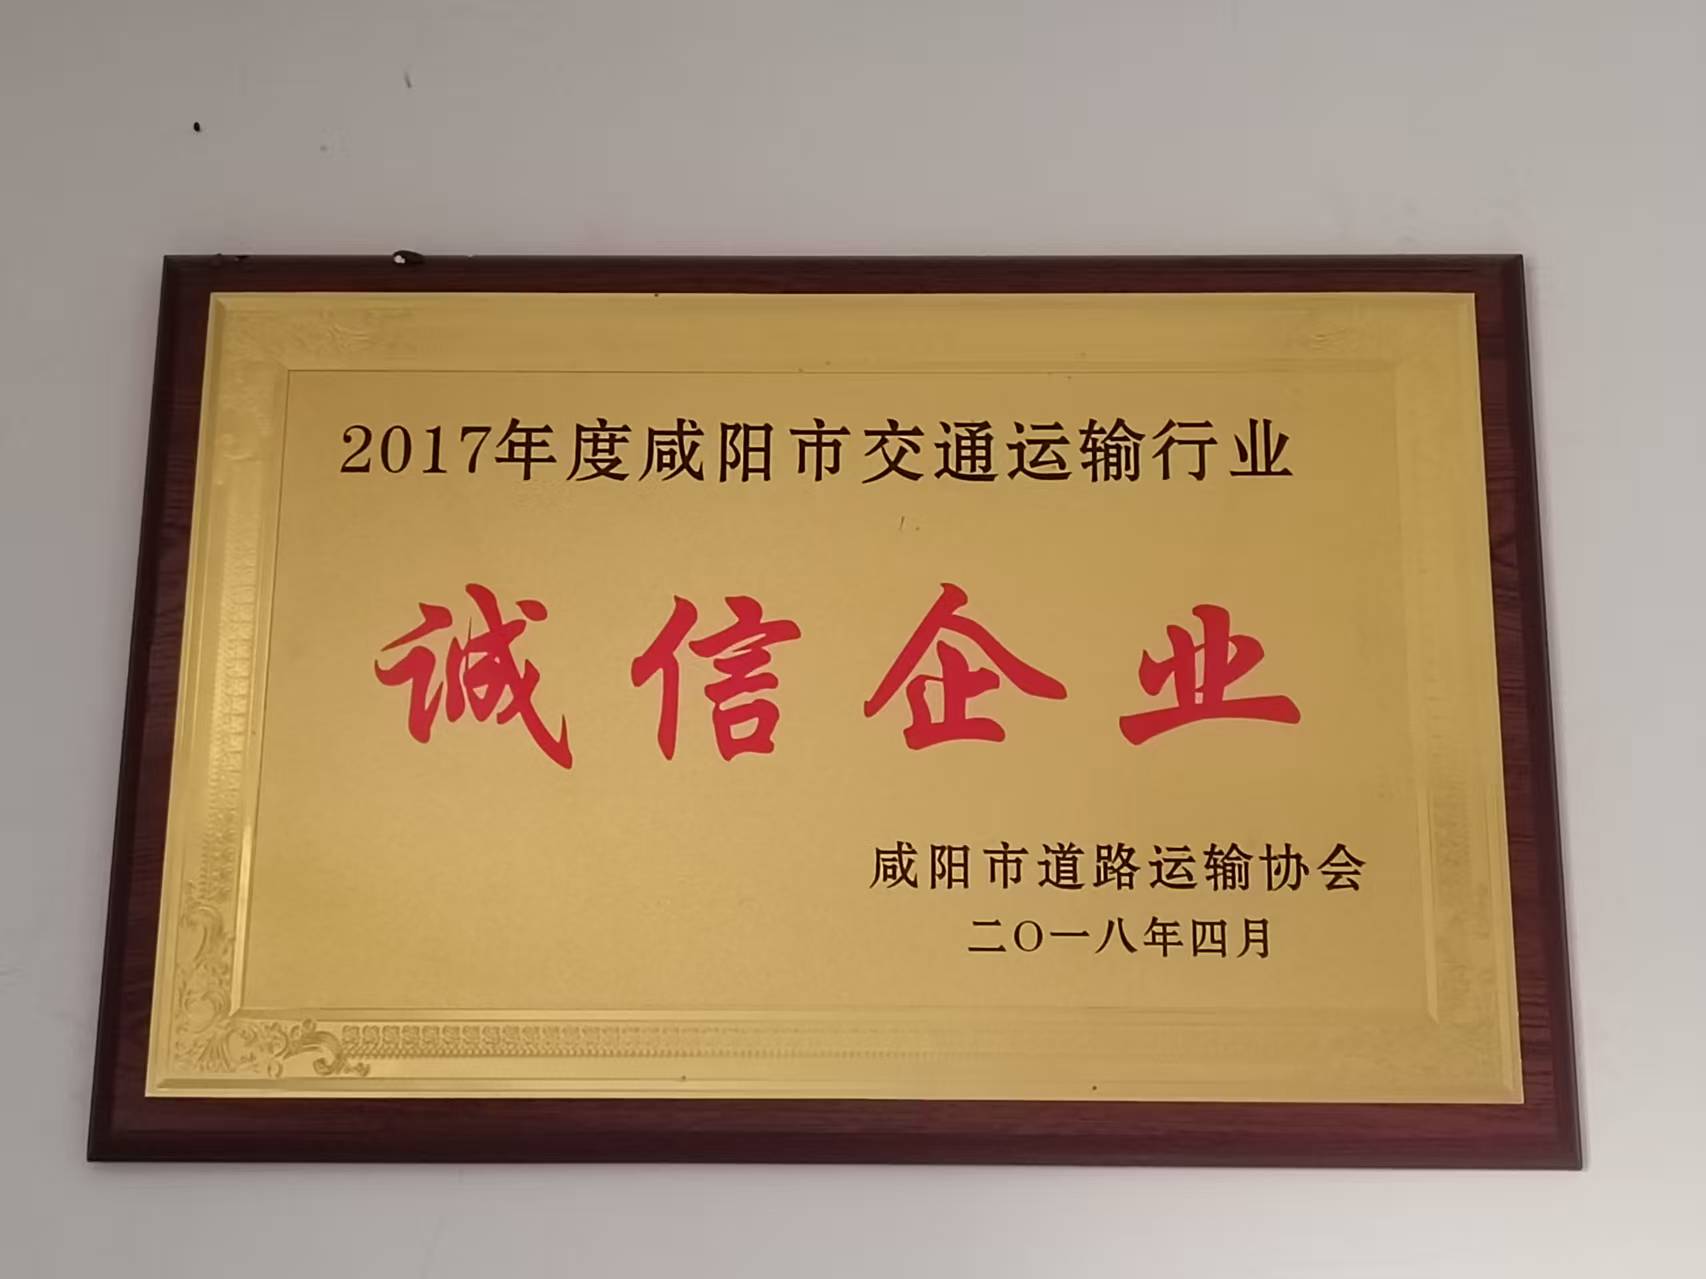 2017年度咸阳市交通运输行业
诚信企业
咸阳市道路运输协会
二〇一八年四月